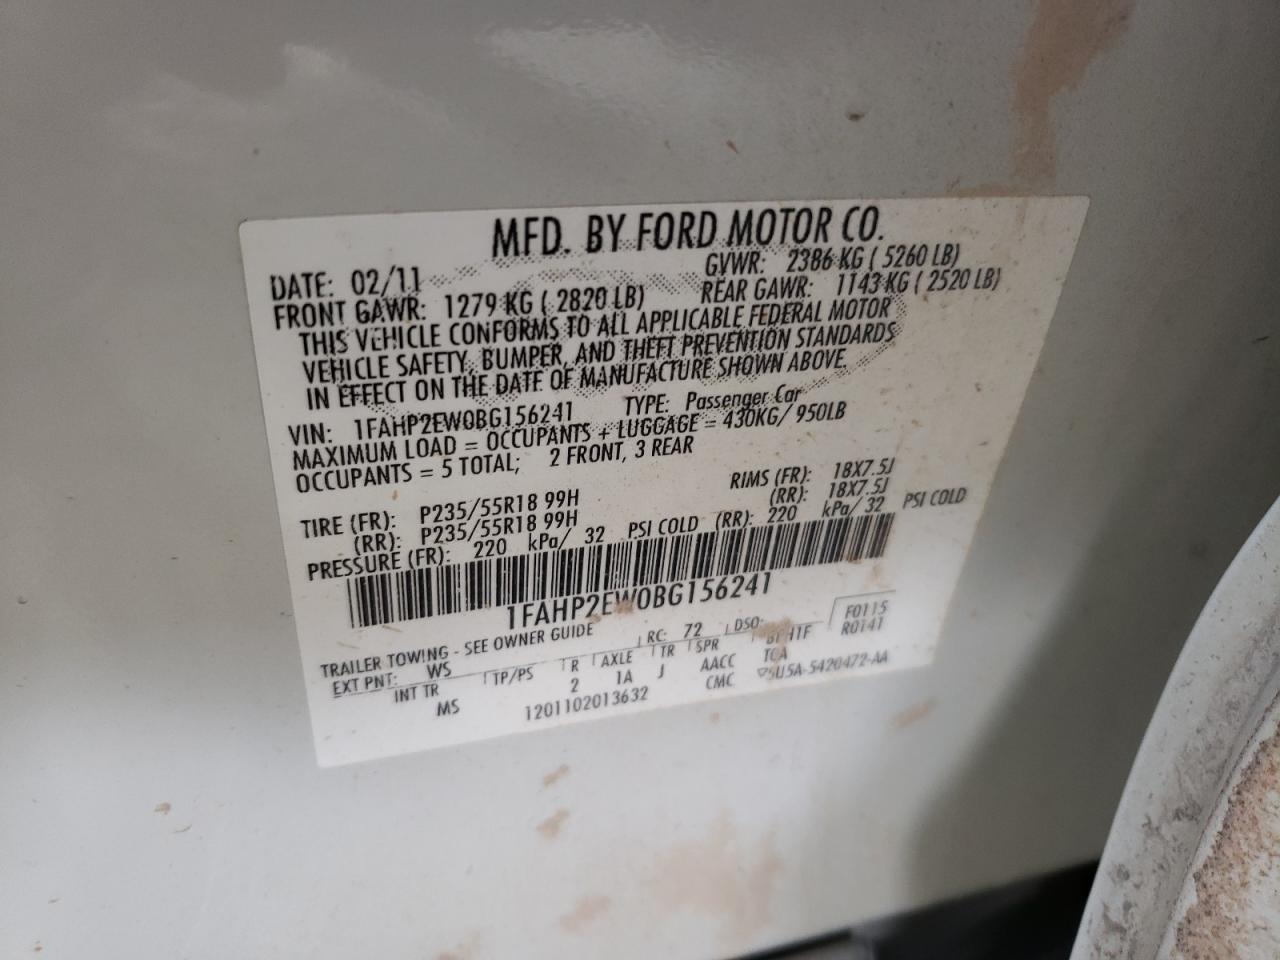 MFD. BY FORD MOTOR CO.
DATE: 02/11 GVWR: 2386 KG ( 5260 LB)
FRONT GAWR: 1279 KG ( 2820 LB) REAR GAWR: 1143 KG ( 2520 LB)
THIS VEHICLE CONFORMS TO ALL APPLICABLE FEDERAL MOTOR
VEHICLE SAFETY, BUMPER, AND THEFT PREVENTION STANDARDS
IN EFFECT ON THE DATE OF MANUFACTURE SHOWN ABOVE.
VIN: 1FAHP2EW0BG156241 TYPE: Passenger Car
MAXIMUM LOAD = OCCUPANTS + LUGGAGE = 430KG/ 950LB
OCCUPANTS = 5 TOTAL; 2 FRONT, 3 REAR
TIRE (FR): P235/55R18 99H RIMS (FR): 18X7.5J
(RR): P235/55R18 99H (RR): 18X7.5J
PRESSURE (FR): 220 kPa/ 32 PSI COLD (RR): 220 kPa/ 32 PSI COLD
1FAHP2EW0BG156241
TRAILER TOWING - SEE OWNER GUIDE F0115
EXT PNT: WS RC: 72 DSO: R0141
INT TR TP/PS R AXLE TR SPR
MS 2 1A J AACC TCA
1201102013632 CMC 5U5A-5420472-AA